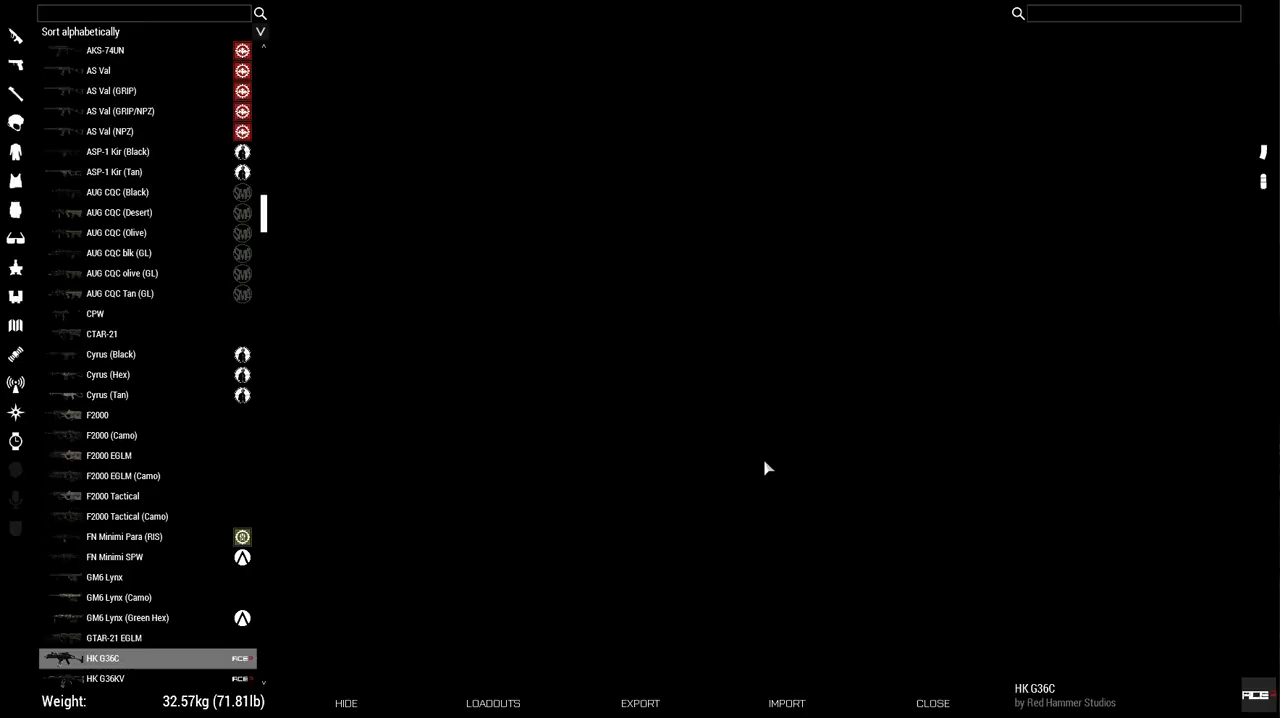 Sort alphabetically
AKS-74UN
AS Val
AS Val (GRIP)
AS Val (GRIP/NPZ)
AS Val (NPZ)
ASP-1 Kir (Black)
ASP-1 Kir (Tan)
AUG CQC (Black)
AUG CQC (Desert)
AUG CQC (Olive)
AUG CQC blk (GL)
AUG CQC olive (GL)
AUG CQC Tan (GL)
CPW
CTAR-21
Cyrus (Black)
Cyrus (Hex)
Cyrus (Tan)
F2000
F2000 (Camo)
F2000 EGLM
F2000 EGLM (Camo)
F2000 Tactical
F2000 Tactical (Camo)
FN Minimi Para (RIS)
FN Minimi SPW
GM6 Lynx
GM6 Lynx (Camo)
GM6 Lynx (Green Hex)
GTAR-21 EGLM
HK G36C ACE3
HK G36KV ACE3
Weight: 32.57kg (71.81lb)
HIDE LOADOUTS EXPORT IMPORT CLOSE
HK G36C
by Red Hammer Studios
ACE3